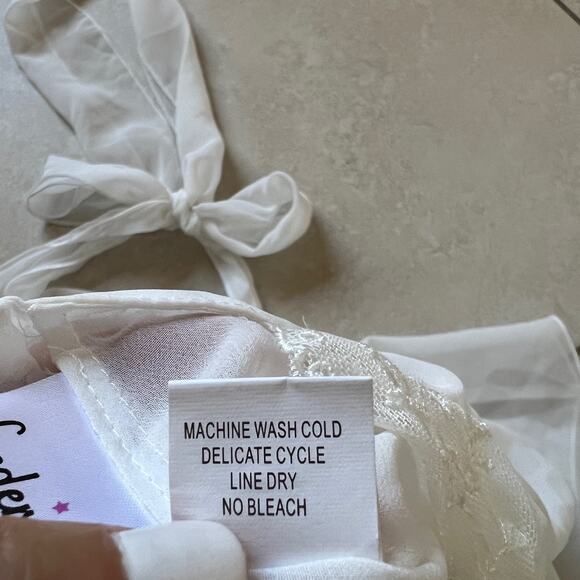 MACHINE WASH COLD
DELICATE CYCLE
LINE DRY
NO BLEACH